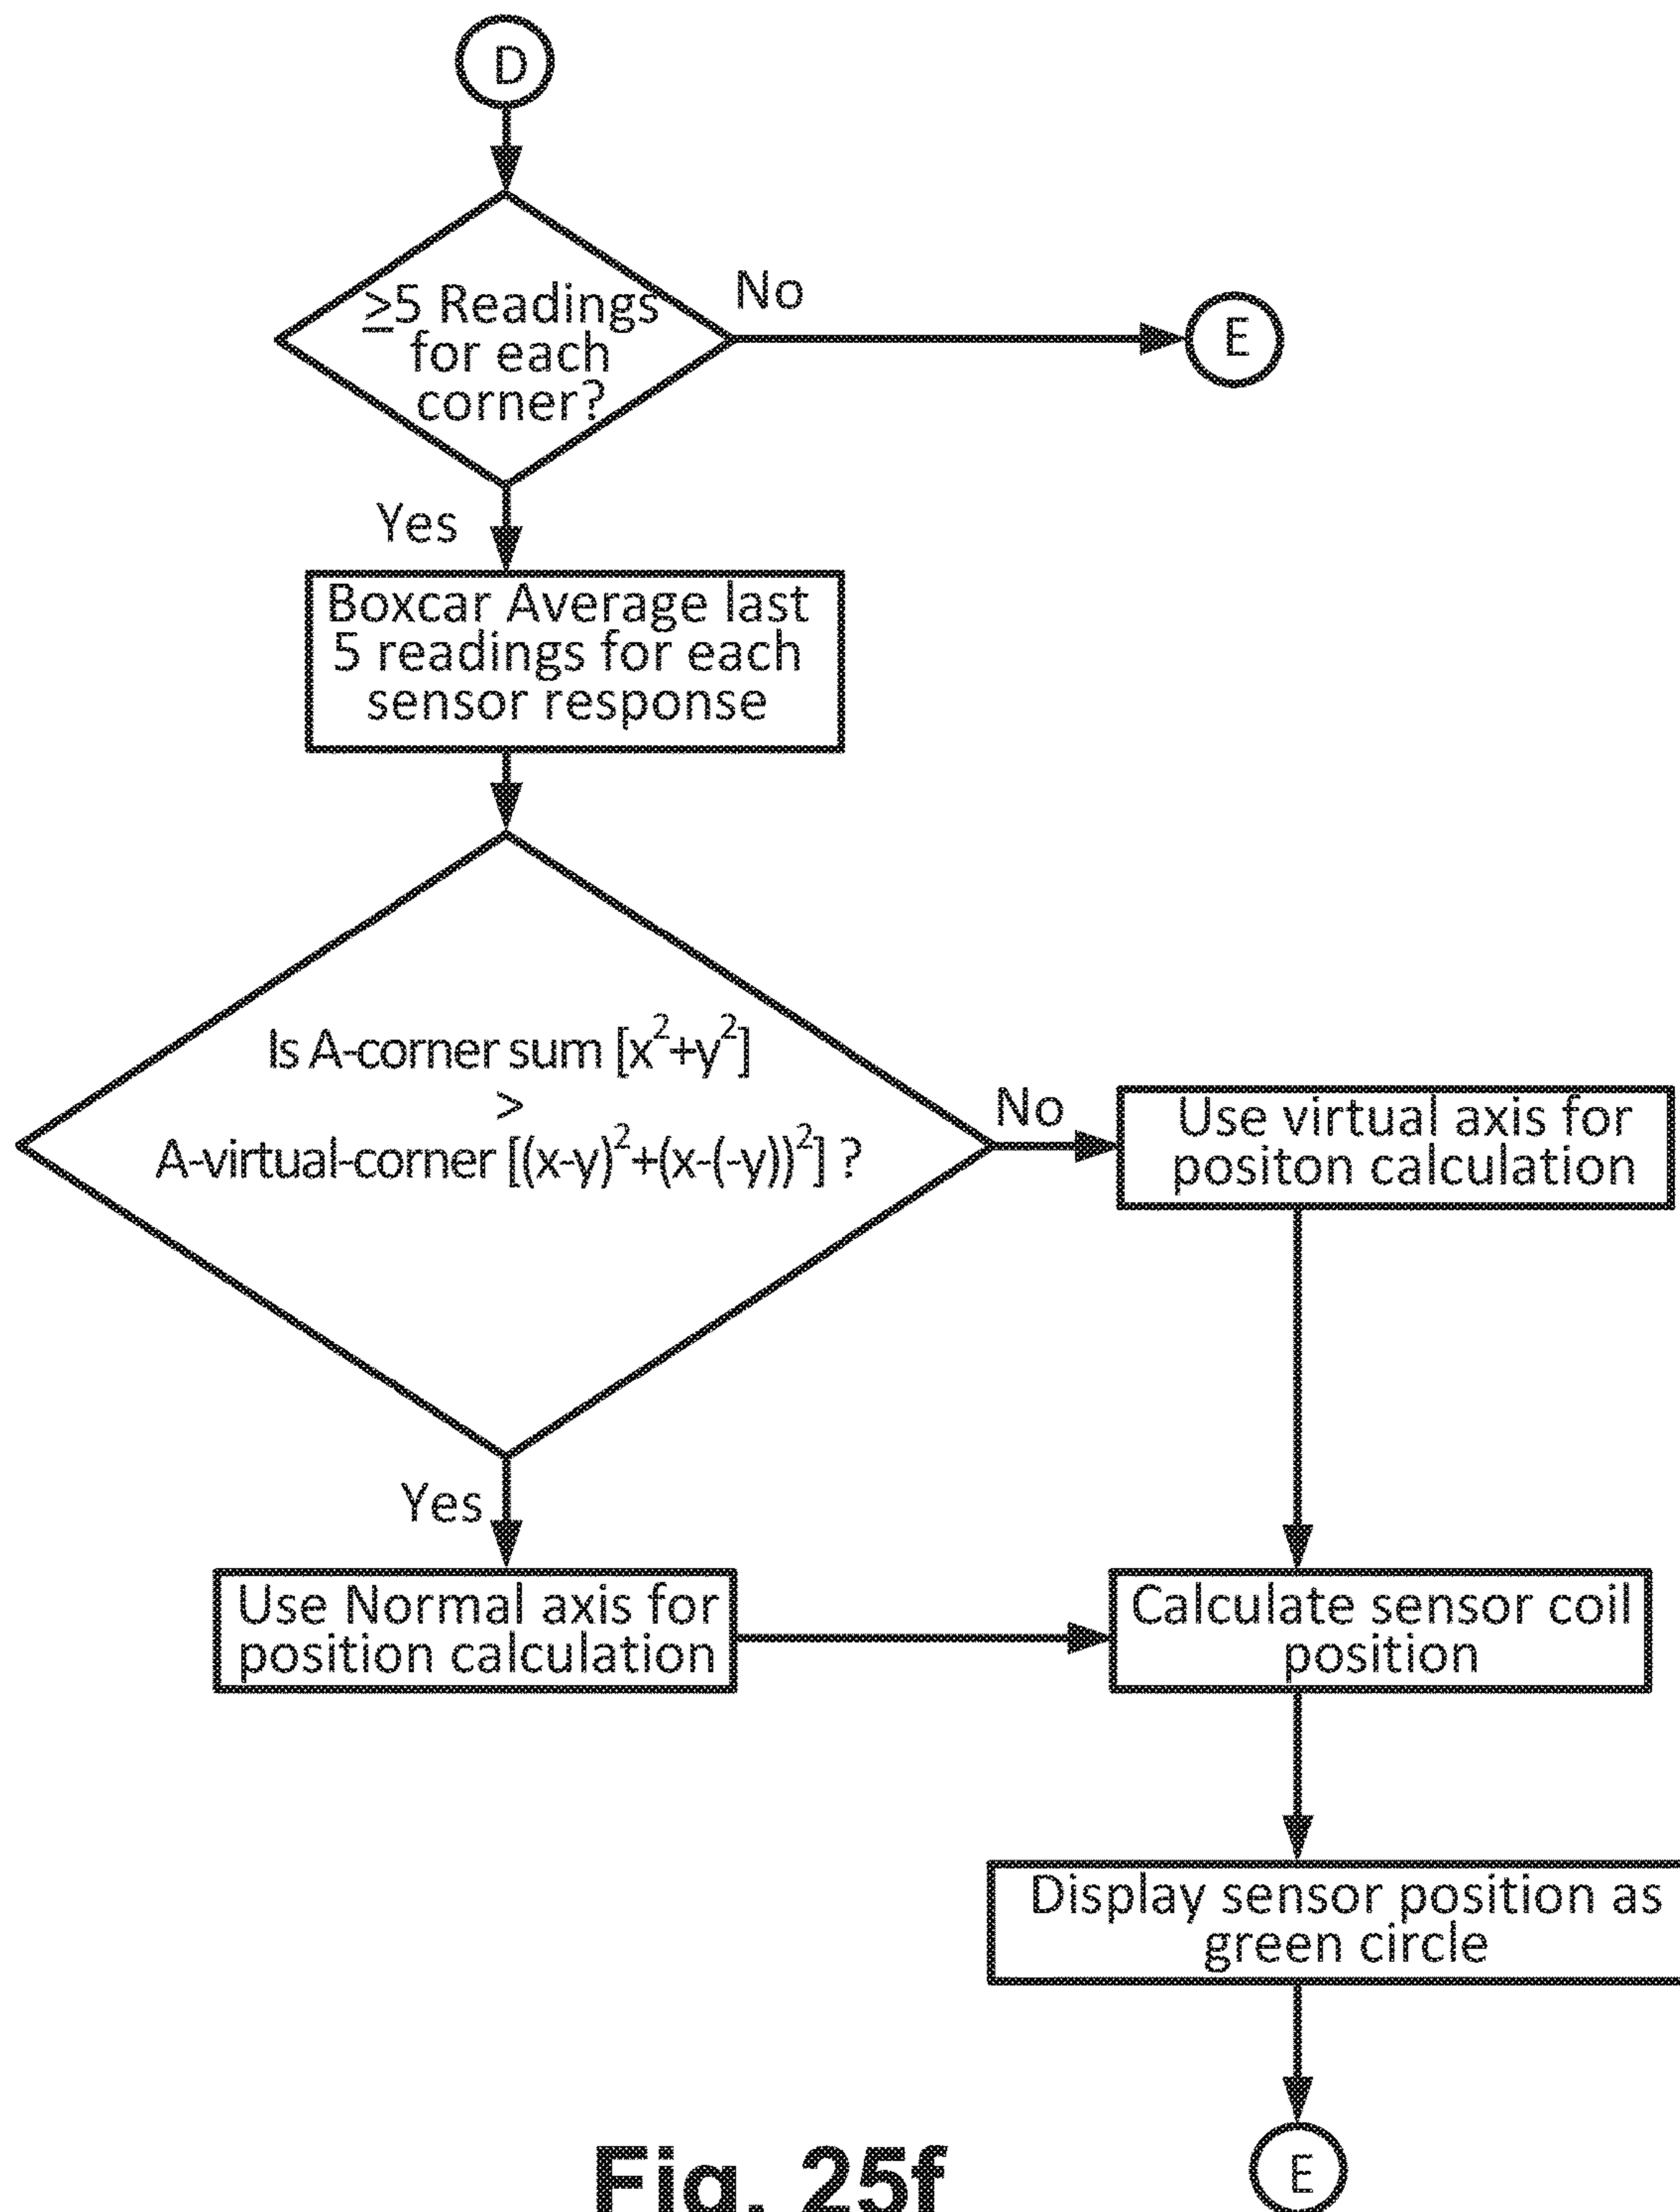 D
≥5 Readings
for each
corner?
No
E
Yes
Boxcar Average last
5 readings for each
sensor response
Is A-corner sum [x²+y²]
>
A-virtual-corner [(x-y)²+(x-(-y))²] ?
No
Use virtual axis for
positon calculation
Yes
Use Normal axis for
position calculation
Calculate sensor coil
position
Display sensor position as
green circle
E
Fig. 25f